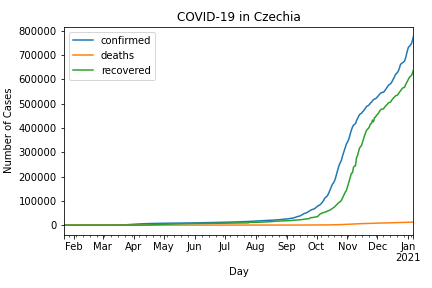 COVID-19 in Czechia
confirmed
deaths
recovered
Number of Cases
800000
700000
600000
500000
400000
300000
200000
100000
0
Feb Mar Apr May Jun Jul Aug Sep Oct Nov Dec Jan
2021
Day